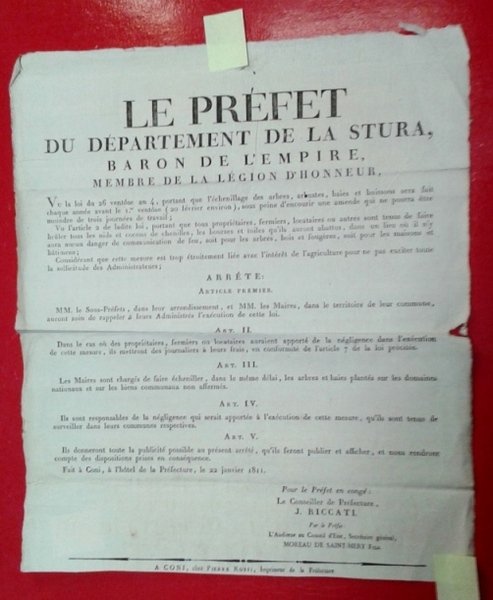 LE PRÉFET
DU DÉPARTEMENT DE LA STURA,
BARON DE L'EMPIRE,
MEMBRE DE LA LÉGION D'HONNEUR,
VU la loi du 26 ventôse an 4, portant que l'échenillage des arbres, arbustes, haies et buissons sera fait
chaque année avant le 1.er ventôse (20 février environ), sous peine d'encourir une amende qui ne pourra être
moindre de trois journées de travail;
Vu l'article 2 de ladite loi, portant que tous propriétaires, fermiers, locataires ou autres sont tenus de faire
brûler tous les nids et cocons de chenilles, les bourses et toiles qu'ils auront abattus, dans un lieu où il n'y
aura aucun danger de communication de feu, soit pour les arbres, bois et fougères, soit pour les maisons et
bâtimens;
Considérant que cette mesure est trop étroitement liée avec l'intérêt de l'agriculture pour ne pas exciter toute
la sollicitude des Administrateurs;
ARRÊTE:
ARTICLE PREMIER.
MM. le Sous-Préfets, dans leur arrondissement, et MM. les Maires, dans le territoire de leur commune,
auront soin de rappeler à leurs Administrés l'exécution de cette loi.
ART. II.
Dans le cas où des propriétaires, fermiers ou locataires auraient apporté de la négligence dans l'exécution
de cette mesure, ils mettront des journaliers à leurs frais, en conformité de l'article 7 de la loi précitée.
ART. III.
Les Maires sont chargés de faire écheniller, dans le même délai, les arbres et haies plantés sur les domaines
nationaux et sur les biens communaux non affermés.
ART. IV.
Ils sont responsables de la négligence qui serait apportée à l'exécution de cette mesure, qu'ils sont tenus de
surveiller dans leurs communes respectives.
ART. V.
Ils donneront toute la publicité possible au présent arrêté, qu'ils feront publier et afficher, et nous rendront
compte des dispositions prises en conséquence.
Fait à Coni, à l'hôtel de la Préfecture, le 22 janvier 1811.
Pour le Préfet en congé:
Le Conseiller de Préfecture,
J. RICCATI.
Par le Préfet:
L'Auditeur au Conseil d'État, Secrétaire général,
MOREAU DE SAINT-MERY FILS.
A CONI, chez PIERRE ROSSI, Imprimeur de la Préfecture